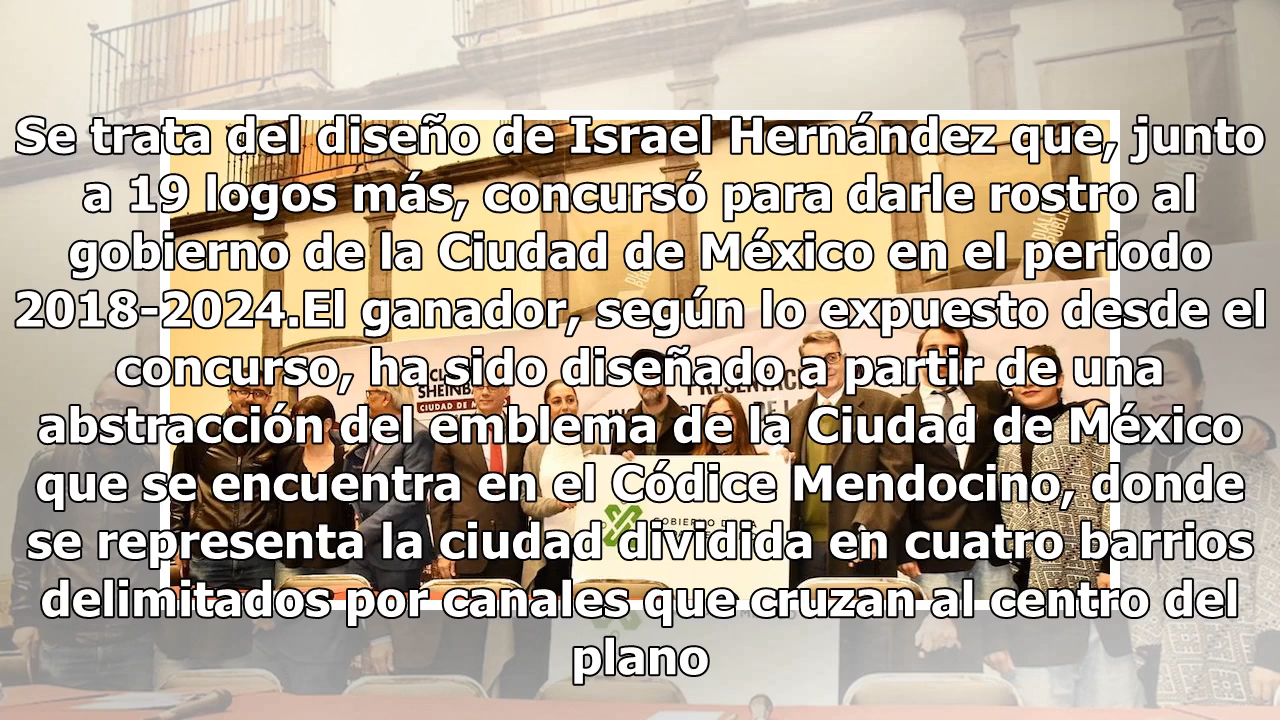 Se trata del diseño de Israel Hernández que, junto
a 19 logos más, concursó para darle rostro al
gobierno de la Ciudad de México en el periodo
2018-2024.El ganador, según lo expuesto desde el
concurso, ha sido diseñado a partir de una
abstracción del emblema de la Ciudad de México
que se encuentra en el Códice Mendocino, donde
se representa la ciudad dividida en cuatro barrios
delimitados por canales que cruzan al centro del
plano
CIUDAD DE MÉXICO